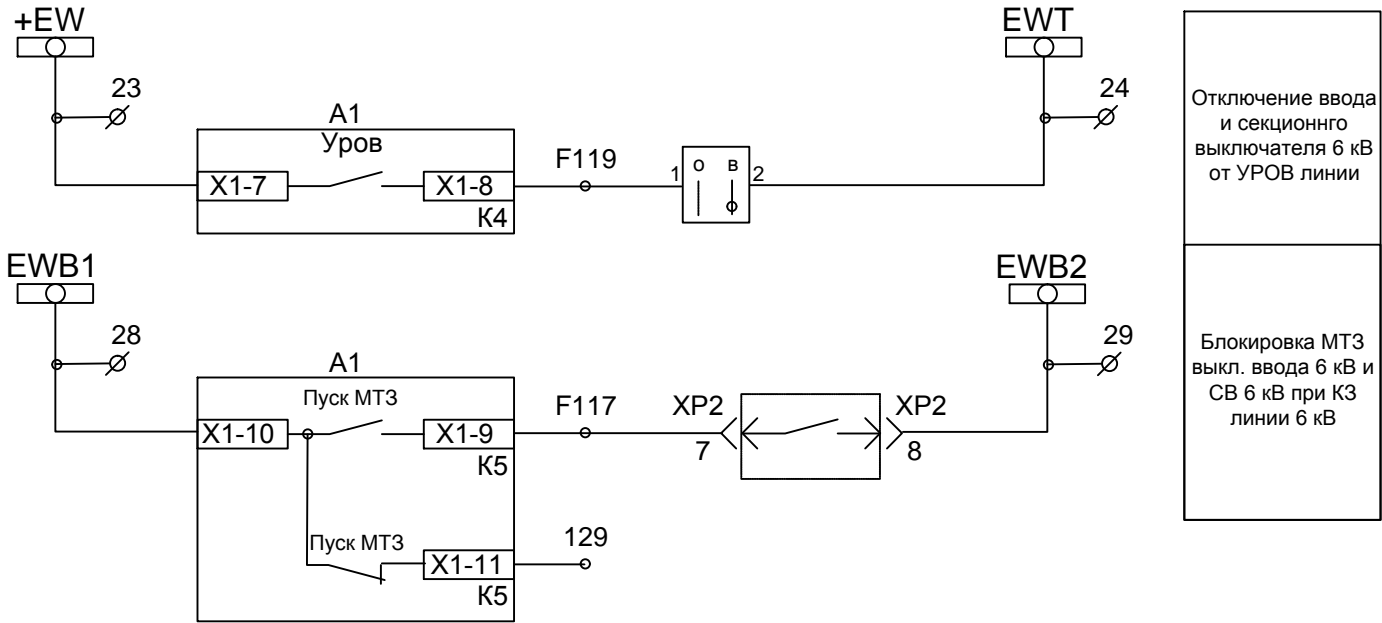 +EW
EWT
23
24
A1
Уров
X1-7
X1-8
K4
F119
1
О
В
2
Отключение ввода
и секционнго
выключателя 6 кВ
от УРОВ линии
EWB1
EWB2
28
29
A1
Пуск МТЗ
X1-10
X1-9
K5
F117
XP2
7
XP2
8
Пуск МТЗ
X1-11
K5
129
Блокировка МТЗ
выкл. ввода 6 кВ и
СВ 6 кВ при КЗ
линии 6 кВ